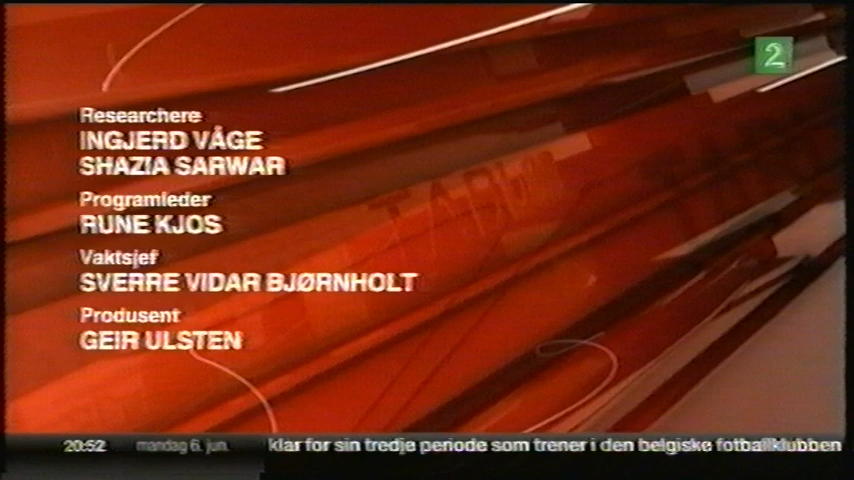 2
Researchere
INGJERD VÅGE
SHAZIA SARWAR
Programleder
RUNE KJOS
Vaktsjef
SVERRE VIDAR BJØRNHOLT
Produsent
GEIR ULSTEN
20:52 mandag 6. jun. klar for sin tredje periode som trener i den belgiske fotballklubben